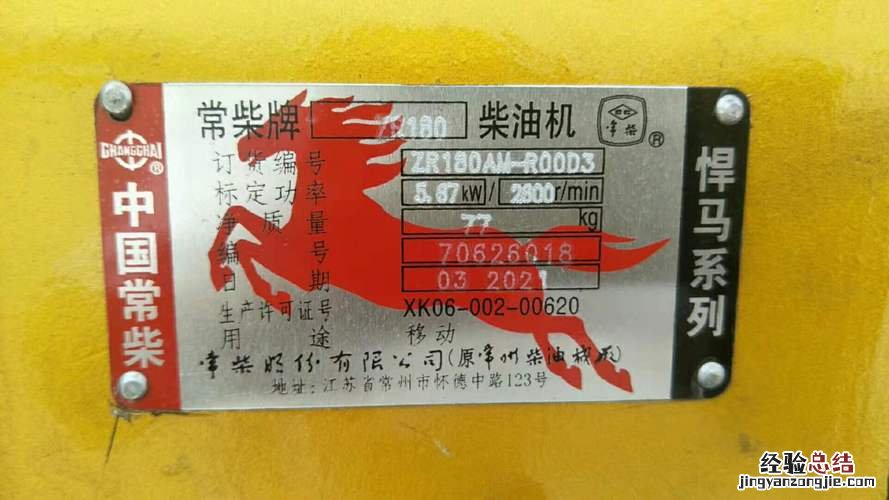 CHANGCHAI ®
中国常柴
常柴牌 ZR180 柴油机 常柴 ®
订货编号 ZR180AM-R00D3
标定功率 5.67kW/2600r/min
净质量 77 kg
编号 70626018
日期 03 2021
生产许可证号 XK06-002-00620
用途 移动
常柴股份有限公司(原常州柴油机厂)
地址:江苏省常州市怀德中路123号
悍马系列
经验总结
jingyanzongjie.com